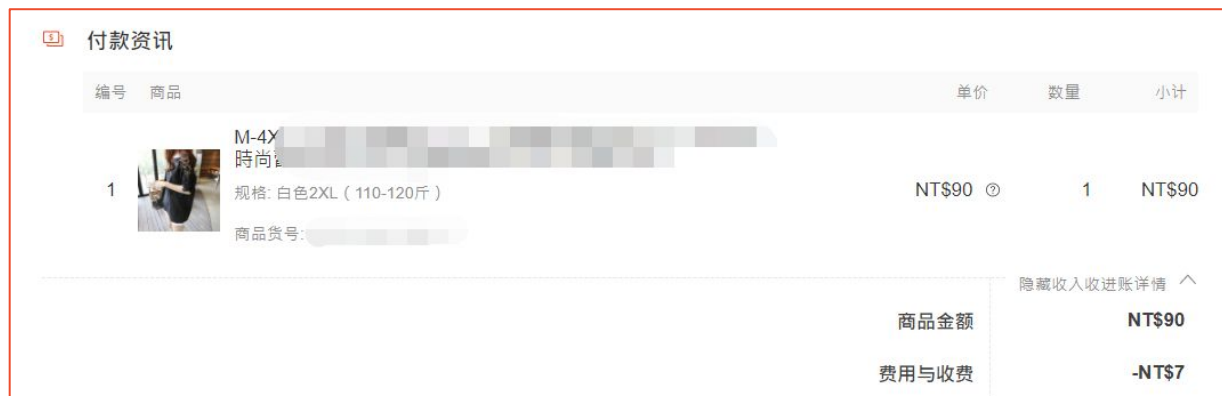 付款资讯
编号 商品 单价 数量 小计
M-4X
時尚
1 NT$90 1 NT$90
规格: 白色2XL（110-120斤）
商品货号:
隐藏收入收进账详情
商品金额 NT$90
费用与收费 -NT$7